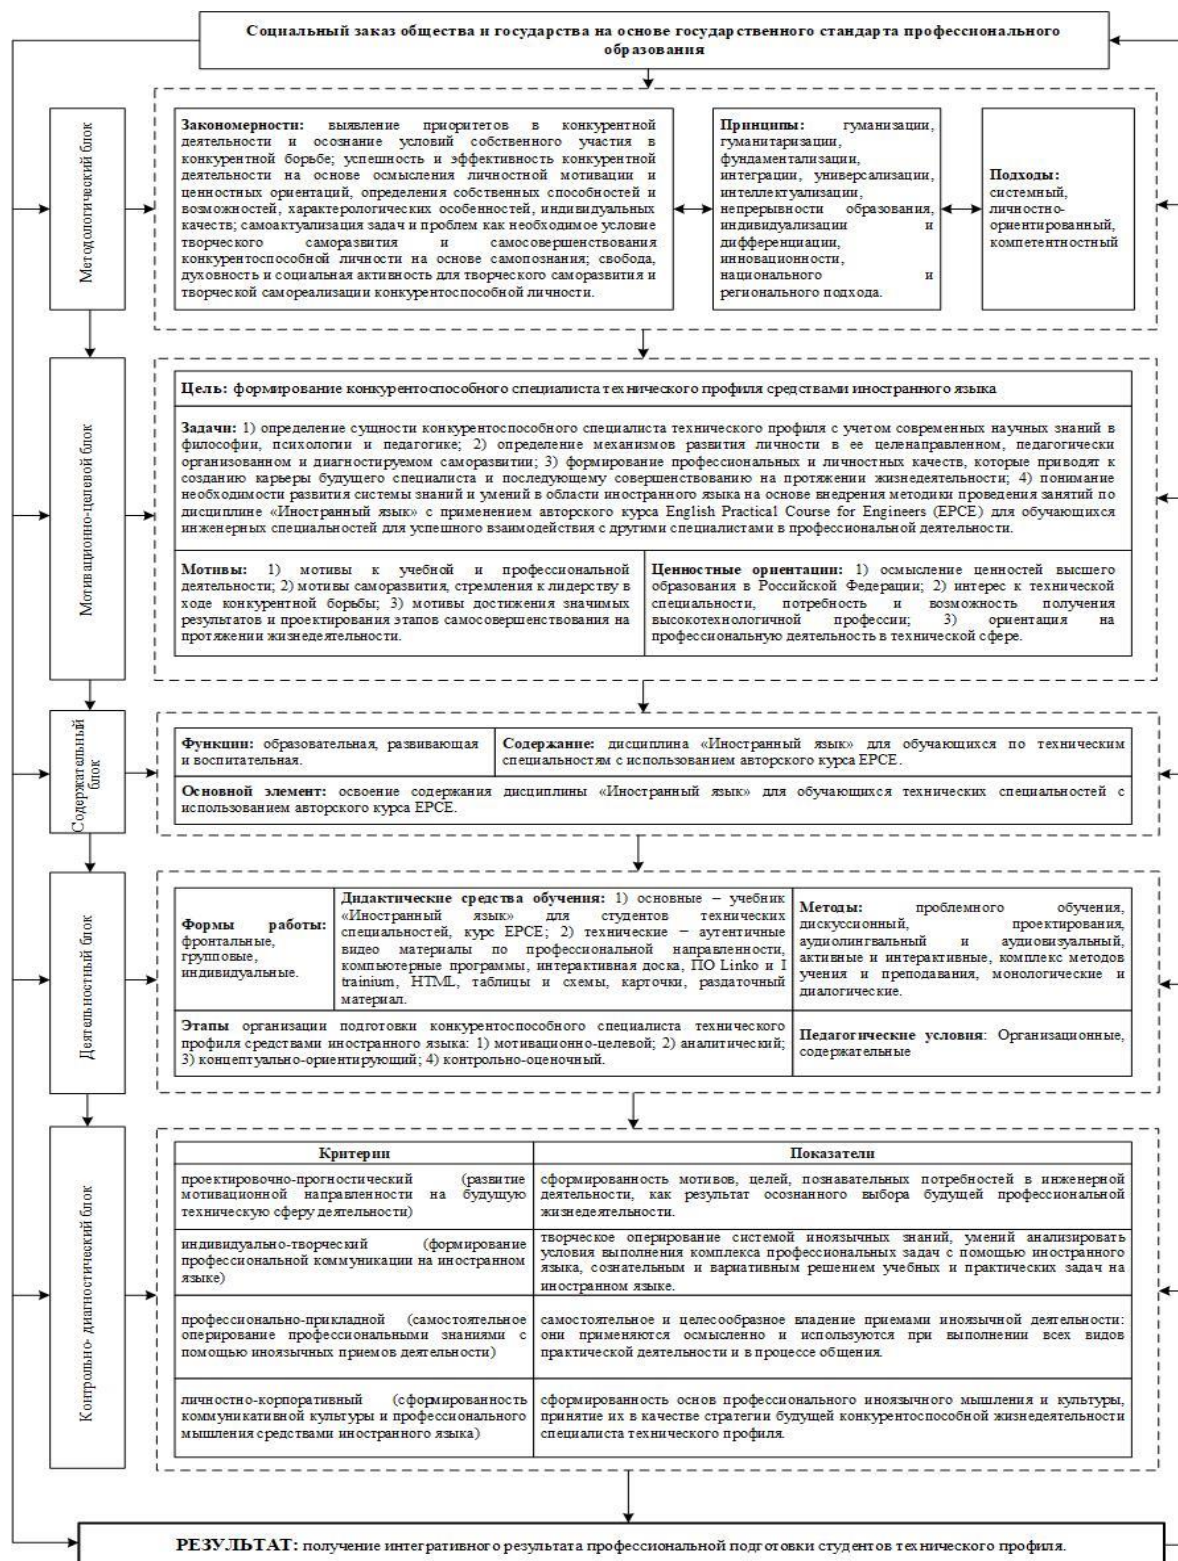 Социальный заказ общества и государства на основе государственного стандарта профессионального
образования
Методологический блок
Закономерности: выявление приоритетов в конкурентной
деятельности и осознание условий собственного участия в
конкурентной борьбе; успешность и эффективность конкурентной
деятельности на основе осмысления личностной мотивации и
ценностных ориентаций, определения собственных способностей и
возможностей, характерологических особенностей, индивидуальных
качеств; самоактуализация задач и проблем как необходимое условие
творческого саморазвития и самосовершенствования
конкурентоспособной личности на основе самопознания; свобода,
духовность и социальная активность для творческого саморазвития и
творческой самореализации конкурентоспособной личности.
Принципы: гуманизации,
гуманитаризации,
фундаментализации,
интеграции, универсализации,
интеллектуализации,
непрерывности образования,
индивидуализации и
дифференциации,
инновационности,
национального и
регионального подхода.
Подходы:
системный,
личностно-
ориентированный,
компетентностный
Мотивационно-целевой блок
Цель: формирование конкурентоспособного специалиста технического профиля средствами иностранного языка
Задачи: 1) определение сущности конкурентоспособного специалиста технического профиля с учетом современных научных знаний в
философии, психологии и педагогике; 2) определение механизмов развития личности в ее целенаправленном, педагогически
организованном и диагностируемом саморазвитии; 3) формирование профессиональных и личностных качеств, которые приводят к
созданию карьеры будущего специалиста и последующему совершенствованию на протяжении жизнедеятельности; 4) понимание
необходимости развития системы знаний и умений в области иностранного языка на основе внедрения методики проведения занятий по
дисциплине «Иностранный язык» с применением авторского курса English Practical Course for Engineers (EPCE) для обучающихся
инженерных специальностей для успешного взаимодействия с другими специалистами в профессиональной деятельности.
Мотивы: 1) мотивы к учебной и профессиональной
деятельности; 2) мотивы саморазвития, стремления к лидерству в
ходе конкурентной борьбы; 3) мотивы достижения значимых
результатов и проектирования этапов самосовершенствования на
протяжении жизнедеятельности.
Ценностные ориентации: 1) осмысление ценностей высшего
образования в Российской Федерации; 2) интерес к технической
специальности, потребность и возможность получения
высокотехнологичной профессии; 3) ориентация на
профессиональную деятельность в технической сфере.
Содержательный
блок
Функции: образовательная, развивающая
и воспитательная.
Содержание: дисциплина «Иностранный язык» для обучающихся по техническим
специальностям с использованием авторского курса EPCE.
Основной элемент: освоение содержания дисциплины «Иностранный язык» для обучающихся технических специальностей с
использованием авторского курса EPCE.
Деятельностный блок
Формы работы:
фронтальные,
групповые,
индивидуальные.
Дидактические средства обучения: 1) основные – учебник
«Иностранный язык» для студентов технических
специальностей, курс EPCE; 2) технические – аутентичные
видео материалы по профессиональной направленности,
компьютерные программы, интерактивная доска, ПО Linko и I
trainium, HTML, таблицы и схемы, карточки, раздаточный
материал.
Методы: проблемного обучения,
дискуссионный, проектирования,
аудиолингвальный и аудиовизуальный,
активные и интерактивные, комплекс методов
учения и преподавания, монологические и
диалогические.
Этапы организации подготовки конкурентоспособного специалиста технического
профиля средствами иностранного языка: 1) мотивационно-целевой; 2) аналитический;
3) концептуально-ориентирующий; 4) контрольно-оценочный.
Педагогические условия: Организационные,
содержательные
Контрольно- диагностический блок
Критерии
Показатели
проектировочно-прогностический (развитие
мотивационной направленности на будущую
техническую сферу деятельности)
сформированность мотивов, целей, познавательных потребностей в инженерной
деятельности, как результат осознанного выбора будущей профессиональной
жизнедеятельности.
индивидуально-творческий (формирование
профессиональной коммуникации на иностранном
языке)
творческое оперирование системой иноязычных знаний, умений анализировать
условия выполнения комплекса профессиональных задач с помощью иностранного
языка, сознательным и вариативным решением учебных и практических задач на
иностранном языке.
профессионально-прикладной (самостоятельное
оперирование профессиональными знаниями с
помощью иноязычных приемов деятельности)
самостоятельное и целесообразное владение приемами иноязычной деятельности:
они применяются осмысленно и используются при выполнении всех видов
практической деятельности и в процессе общения.
личностно-корпоративный (сформированность
коммуникативной культуры и профессионального
мышления средствами иностранного языка)
сформированность основ профессионального иноязычного мышления и культуры,
принятие их в качестве стратегии будущей конкурентоспособной жизнедеятельности
специалиста технического профиля.
РЕЗУЛЬТАТ: получение интегративного результата профессиональной подготовки студентов технического профиля.